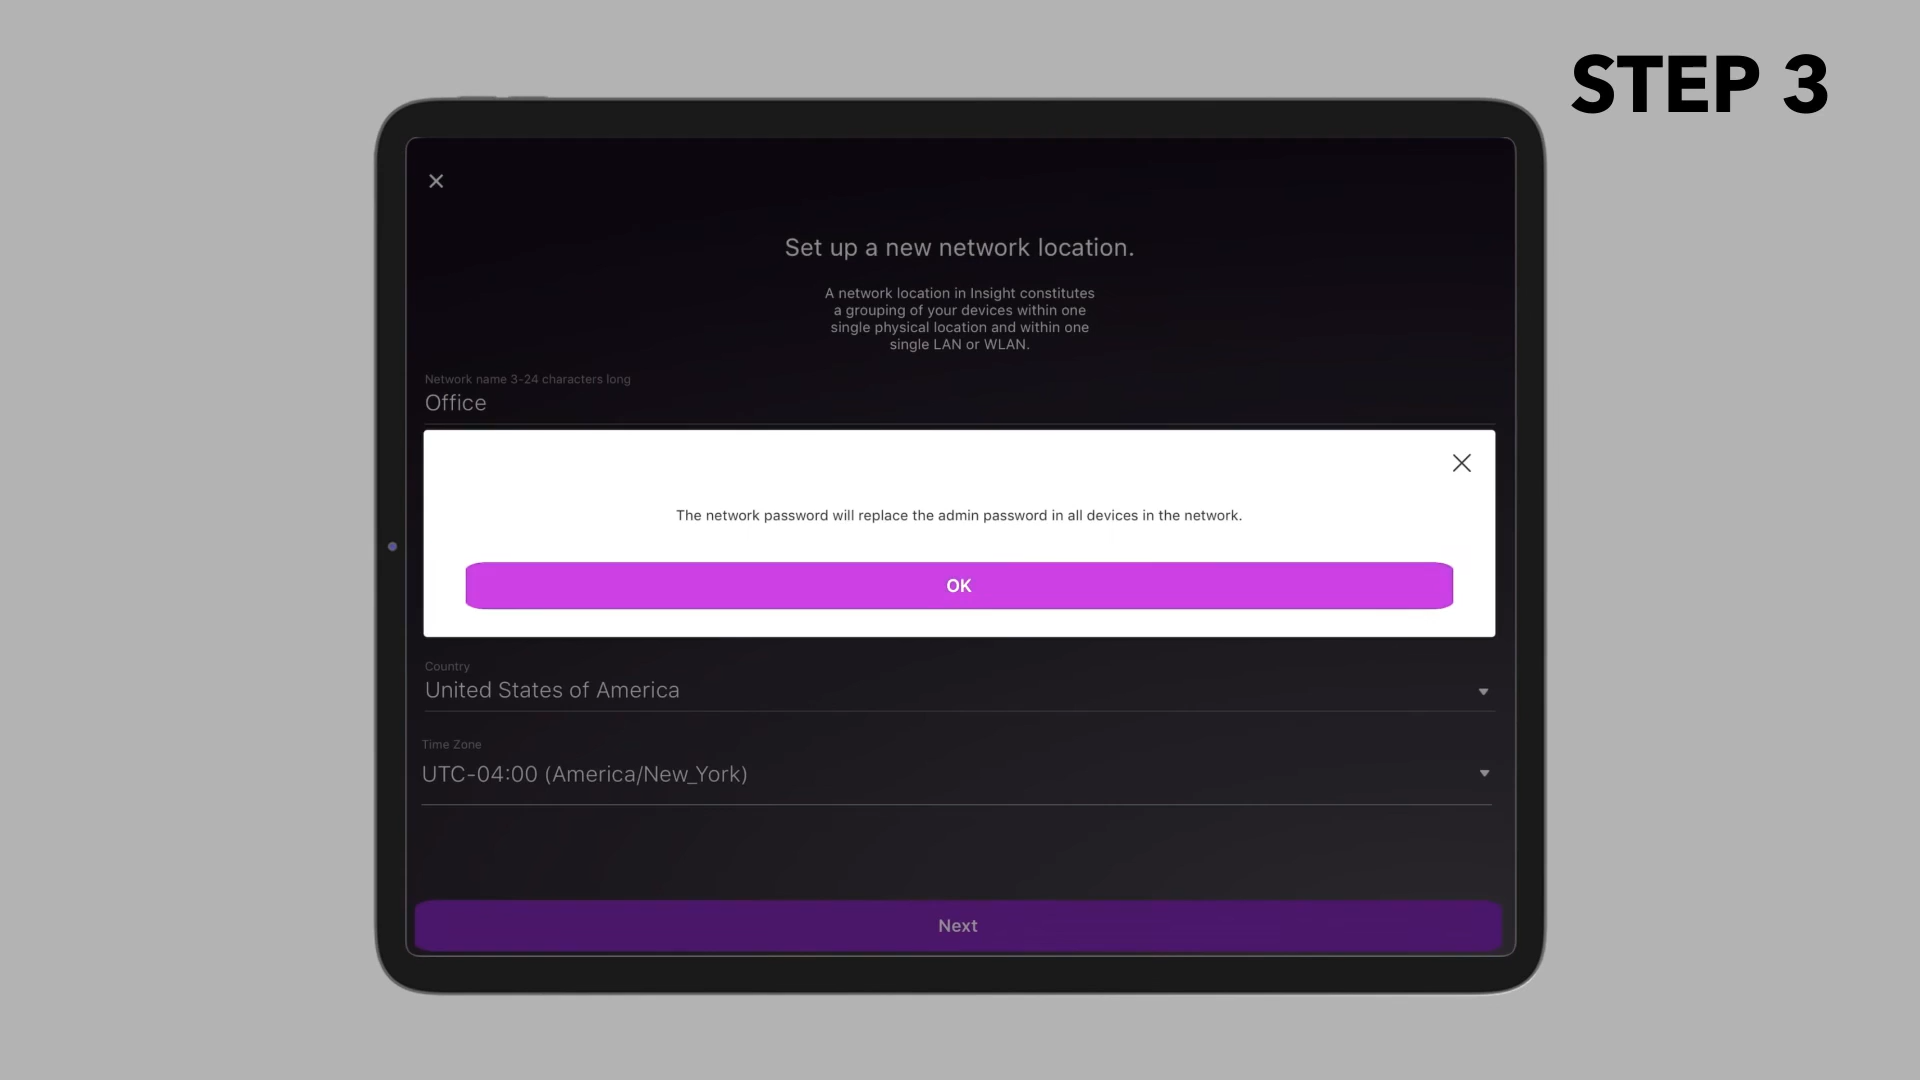 STEP 3
Set up a new network location.
A network location in Insight constitutes
a grouping of your devices within one
single physical location and within one
single LAN or WLAN.
Network name 3-24 characters long
Office
The network password will replace the admin password in all devices in the network.
OK
Country
United States of America
Time Zone
UTC-04:00 (America/New_York)
Next